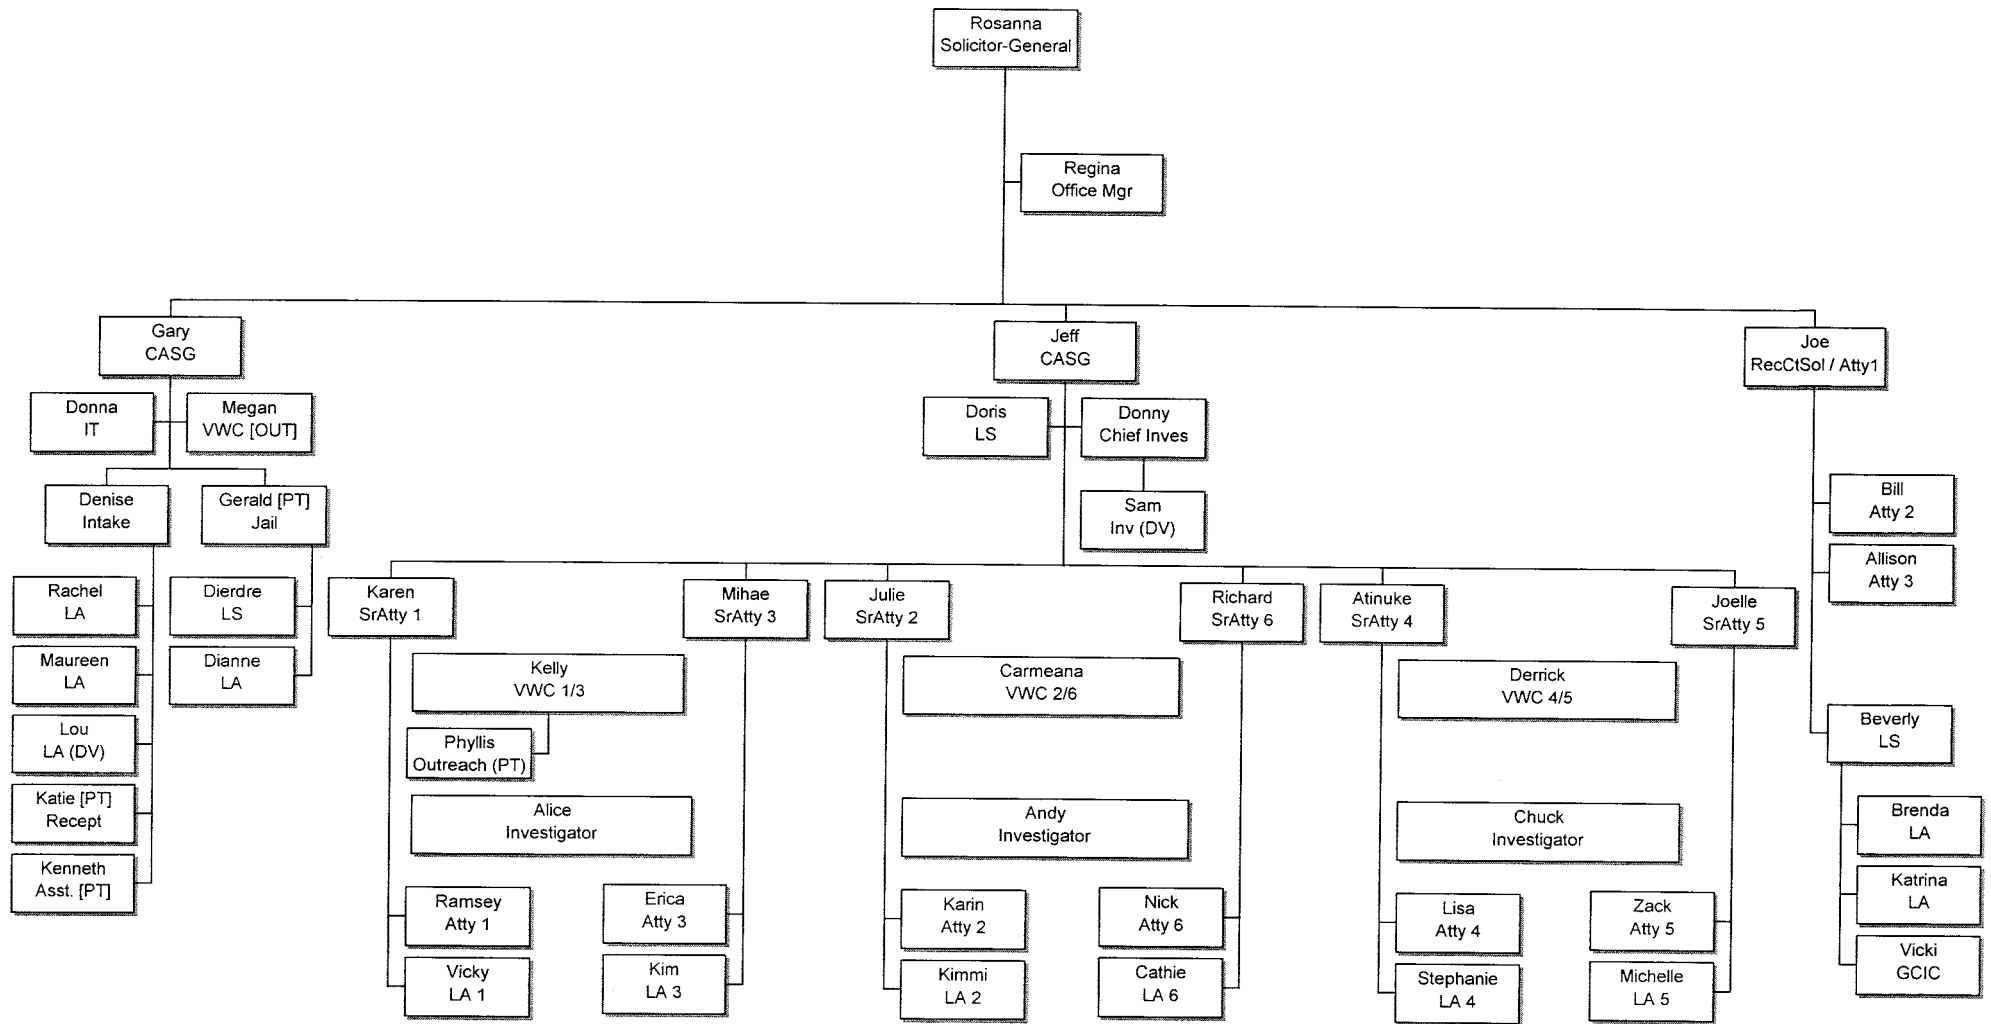 Rosanna
Solicitor-General
Regina
Office Mgr
Gary
CASG
Jeff
CASG
Joe
RecCtSol / Atty1
Donna
IT
Megan
VWC [OUT]
Doris
LS
Donny
Chief Inves
Denise
Intake
Gerald [PT]
Jail
Sam
Inv (DV)
Bill
Atty 2
Allison
Atty 3
Rachel
LA
Maureen
LA
Lou
LA (DV)
Katie [PT]
Recept
Kenneth
Asst. [PT]
Dierdre
LS
Dianne
LA
Karen
SrAtty 1
Mihae
SrAtty 3
Julie
SrAtty 2
Richard
SrAtty 6
Atinuke
SrAtty 4
Joelle
SrAtty 5
Kelly
VWC 1/3
Phyllis
Outreach (PT)
Alice
Investigator
Ramsey
Atty 1
Vicky
LA 1
Erica
Atty 3
Kim
LA 3
Carmeana
VWC 2/6
Andy
Investigator
Karin
Atty 2
Kimmi
LA 2
Nick
Atty 6
Cathie
LA 6
Derrick
VWC 4/5
Chuck
Investigator
Lisa
Atty 4
Stephanie
LA 4
Zack
Atty 5
Michelle
LA 5
Beverly
LS
Brenda
LA
Katrina
LA
Vicki
GCIC